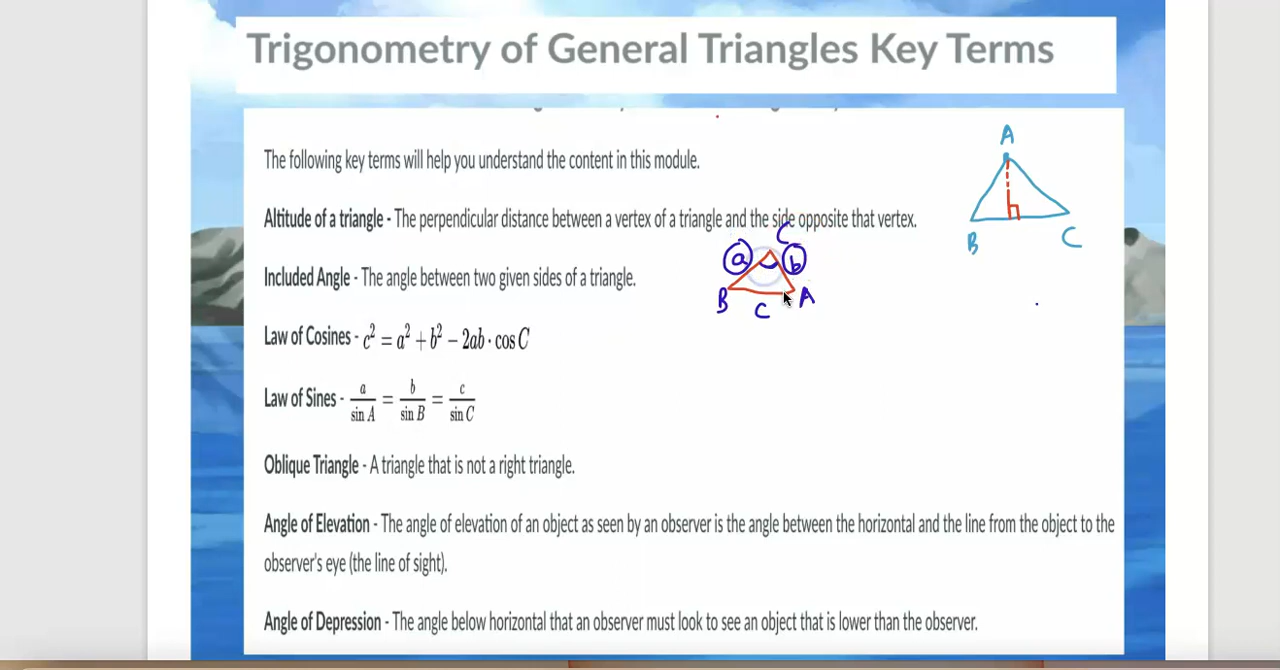 Trigonometry of General Triangles Key Terms
The following key terms will help you understand the content in this module.
A
Altitude of a triangle - The perpendicular distance between a vertex of a triangle and the side opposite that vertex.
B C
C
a b
Included Angle - The angle between two given sides of a triangle.
B C A
Law of Cosines - c² = a² + b² − 2ab · cos C
Law of Sines - a/sin A = b/sin B = c/sin C
Oblique Triangle - A triangle that is not a right triangle.
Angle of Elevation - The angle of elevation of an object as seen by an observer is the angle between the horizontal and the line from the object to the
observer's eye (the line of sight).
Angle of Depression - The angle below horizontal that an observer must look to see an object that is lower than the observer.